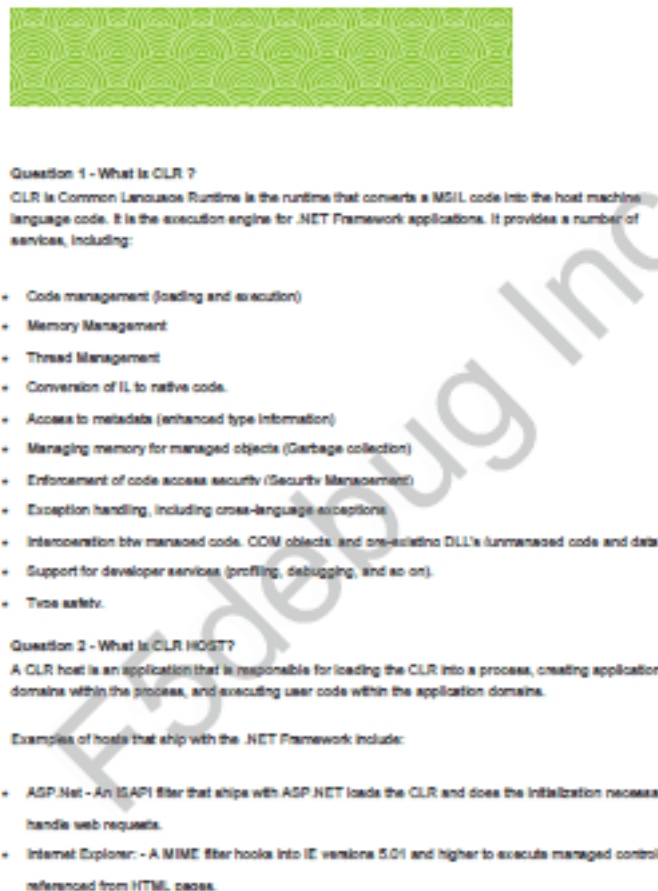 Question 1 - What is CLR ?
CLR is Common Language Runtime is the runtime that converts a MSIL code into the host machine
language code. It is the execution engine for .NET Framework applications. It provides a number of
services, including:
Code management (loading and execution)
Memory Management
Thread Management
Conversion of IL to native code.
Access to metadata (enhanced type information)
Managing memory for managed objects (Garbage collection)
Enforcement of code access security (Security Management)
Exception handling, including cross-language exceptions
Interoperation btw managed code, COM objects, and pre-existing DLL's (unmanaged code and data
Support for developer services (profiling, debugging, and so on).
Type safety.
Question 2 - What is CLR HOST?
A CLR host is an application that is responsible for loading the CLR into a process, creating application
domains within the process, and executing user code within the application domains.
Examples of hosts that ship with the .NET Framework include:
ASP.Net - An ISAPI filter that ships with ASP.NET loads the CLR and does the initialization
handle web requests.
Internet Explorer: - A MIME filter hooks into IE versions 5.01 and higher to execute managed control
referenced from HTML pages.
F5debug Inc